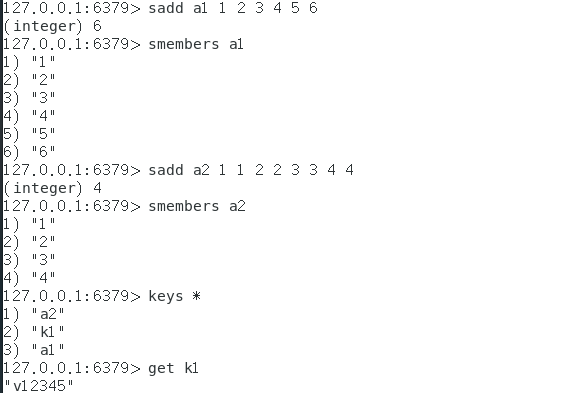 127.0.0.1:6379> sadd a1 1 2 3 4 5 6
(integer) 6
127.0.0.1:6379> smembers a1
1) "1"
2) "2"
3) "3"
4) "4"
5) "5"
6) "6"
127.0.0.1:6379> sadd a2 1 1 2 2 3 3 4 4
(integer) 4
127.0.0.1:6379> smembers a2
1) "1"
2) "2"
3) "3"
4) "4"
127.0.0.1:6379> keys *
1) "a2"
2) "k1"
3) "a1"
127.0.0.1:6379> get k1
"v12345"